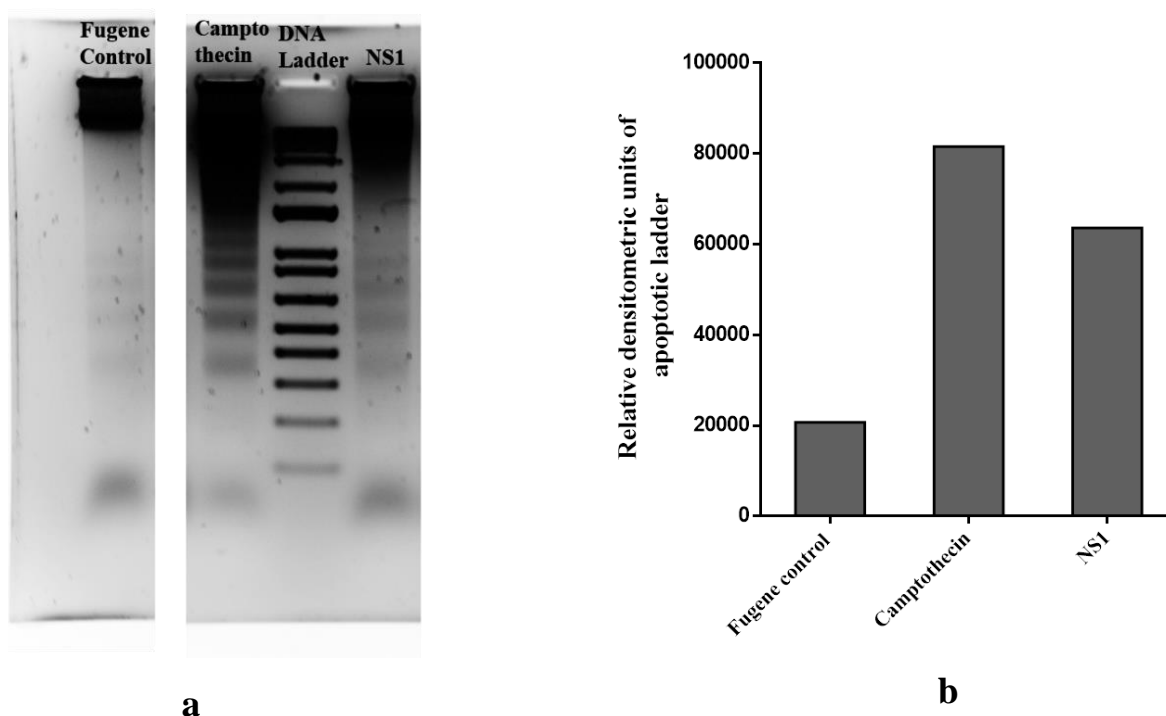 Fugene
Control
Campto
thecin
DNA
Ladder
NS1
a
Relative densitometric units of
apoptotic ladder
100000
80000
60000
40000
20000
0
Fugene control
Camptothecin
NS1
b